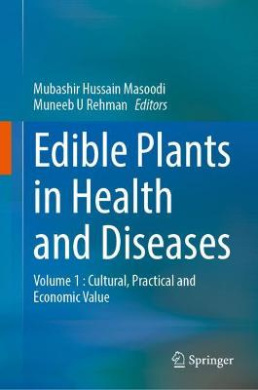 Mubashir Hussain Masoodi
Muneeb U Rehman Editors
Edible Plants
in Health
and Diseases
Volume 1 : Cultural, Practical and
Economic Value
Springer